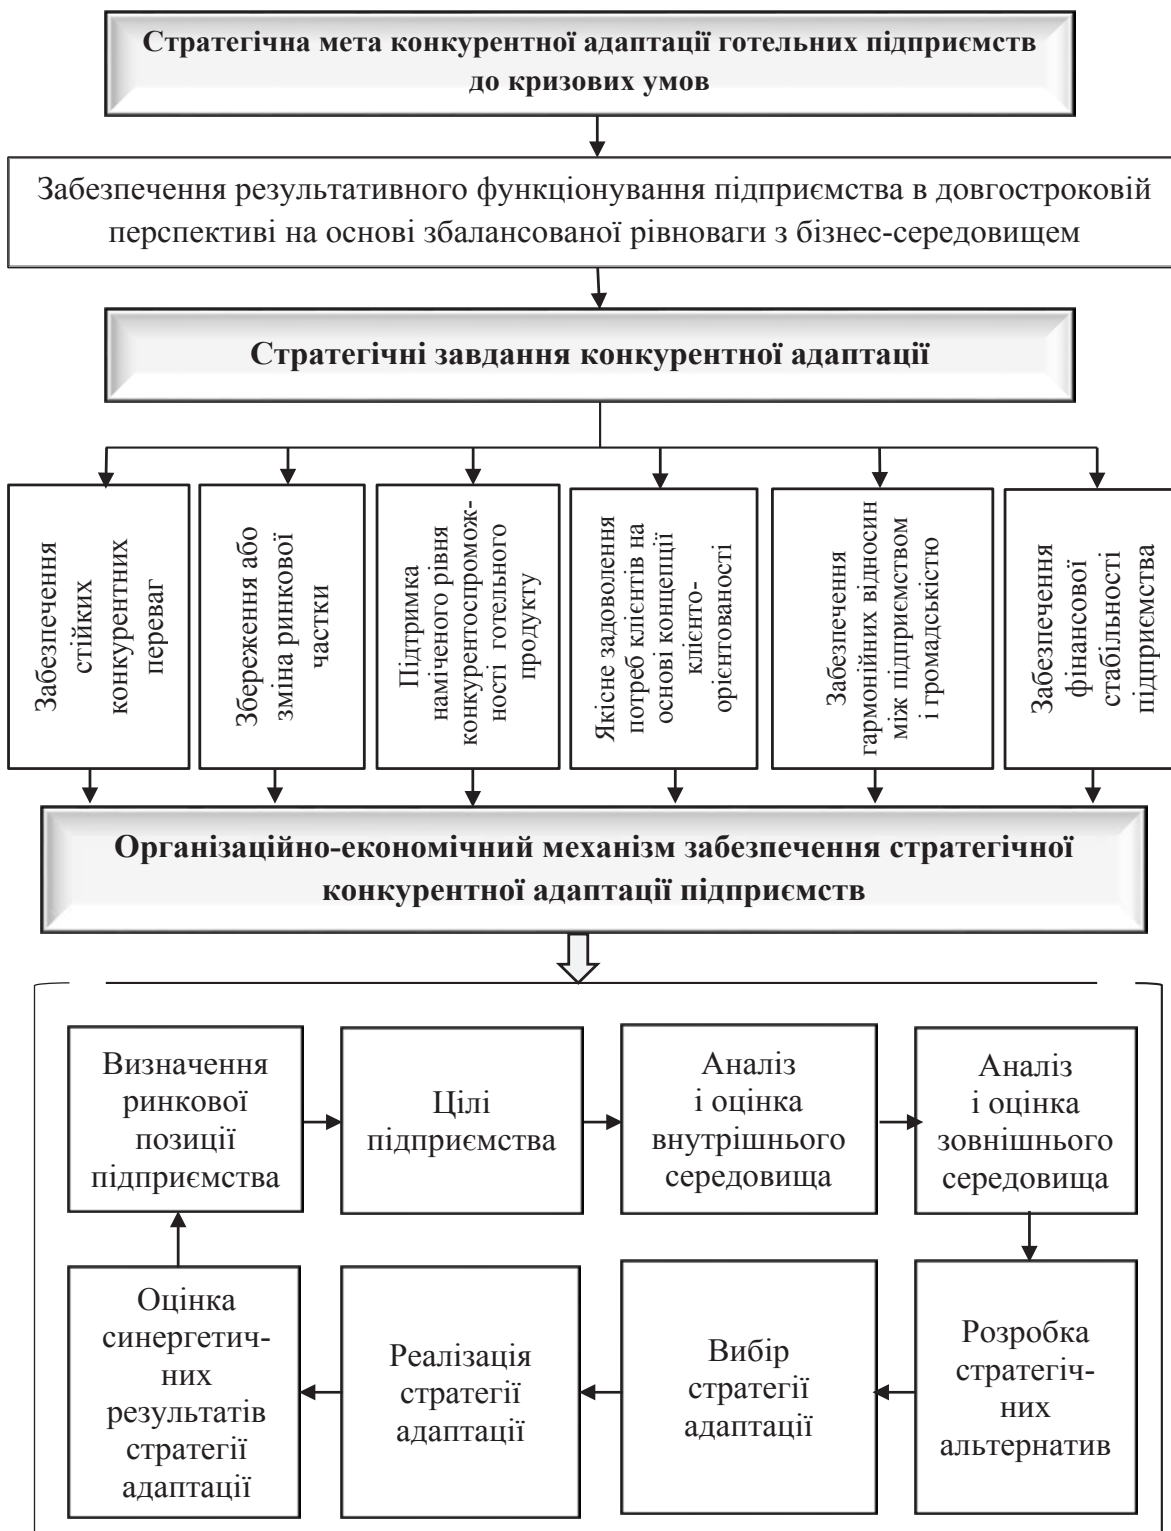 Стратегічна мета конкурентної адаптації готельних підприємств
до кризових умов
Забезпечення результативного функціонування підприємства в довгостроковій
перспективі на основі збалансованої рівноваги з бізнес-середовищем
Стратегічні завдання конкурентної адаптації
Забезпечення
стійких
конкурентних
переваг
Збереження або
зміна ринкової
частки
Підтримка
наміченого рівня
конкурентоспромож-
ності готельного
продукту
Якісне задоволення
потреб клієнтів на
основі концепції
клієнто-
орієнтованості
Забезпечення
гармонійних відносин
між підприємством
і громадськістю
Забезпечення
фінансової
стабільності
підприємства
Організаційно-економічний механізм забезпечення стратегічної
конкурентної адаптації підприємств
Визначення
ринкової
позиції
підприємства
Цілі
підприємства
Аналіз
і оцінка
внутрішнього
середовища
Аналіз
і оцінка
зовнішнього
середовища
Оцінка
синергетич-
них
результатів
стратегії
адаптації
Реалізація
стратегії
адаптації
Вибір
стратегії
адаптації
Розробка
стратегіч-
них
альтернатив